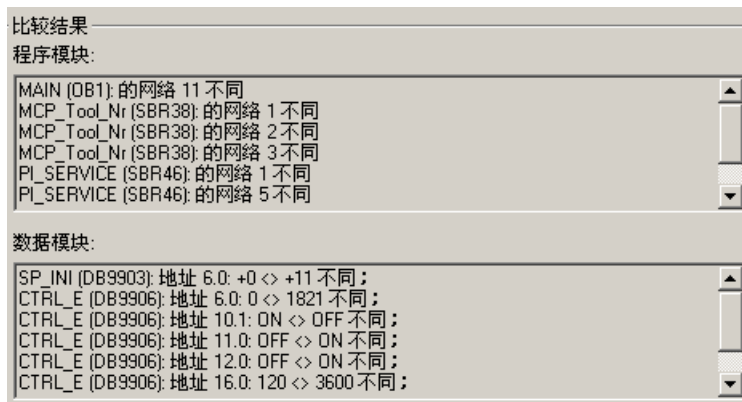 比较结果
程序模块:
MAIN (OB1): 的网络 11 不同
MCP_Tool_Nr (SBR38): 的网络 1 不同
MCP_Tool_Nr (SBR38): 的网络 2 不同
MCP_Tool_Nr (SBR38): 的网络 3 不同
PI_SERVICE (SBR46): 的网络 1 不同
PI_SERVICE (SBR46): 的网络 5 不同
数据模块:
SP_INI (DB9903): 地址 6.0: +0 <> +11 不同；
CTRL_E (DB9906): 地址 6.0: 0 <> 1821 不同；
CTRL_E (DB9906): 地址 10.1: ON <> OFF 不同；
CTRL_E (DB9906): 地址 11.0: OFF <> ON 不同；
CTRL_E (DB9906): 地址 12.0: OFF <> ON 不同；
CTRL_E (DB9906): 地址 16.0: 120 <> 3600 不同；